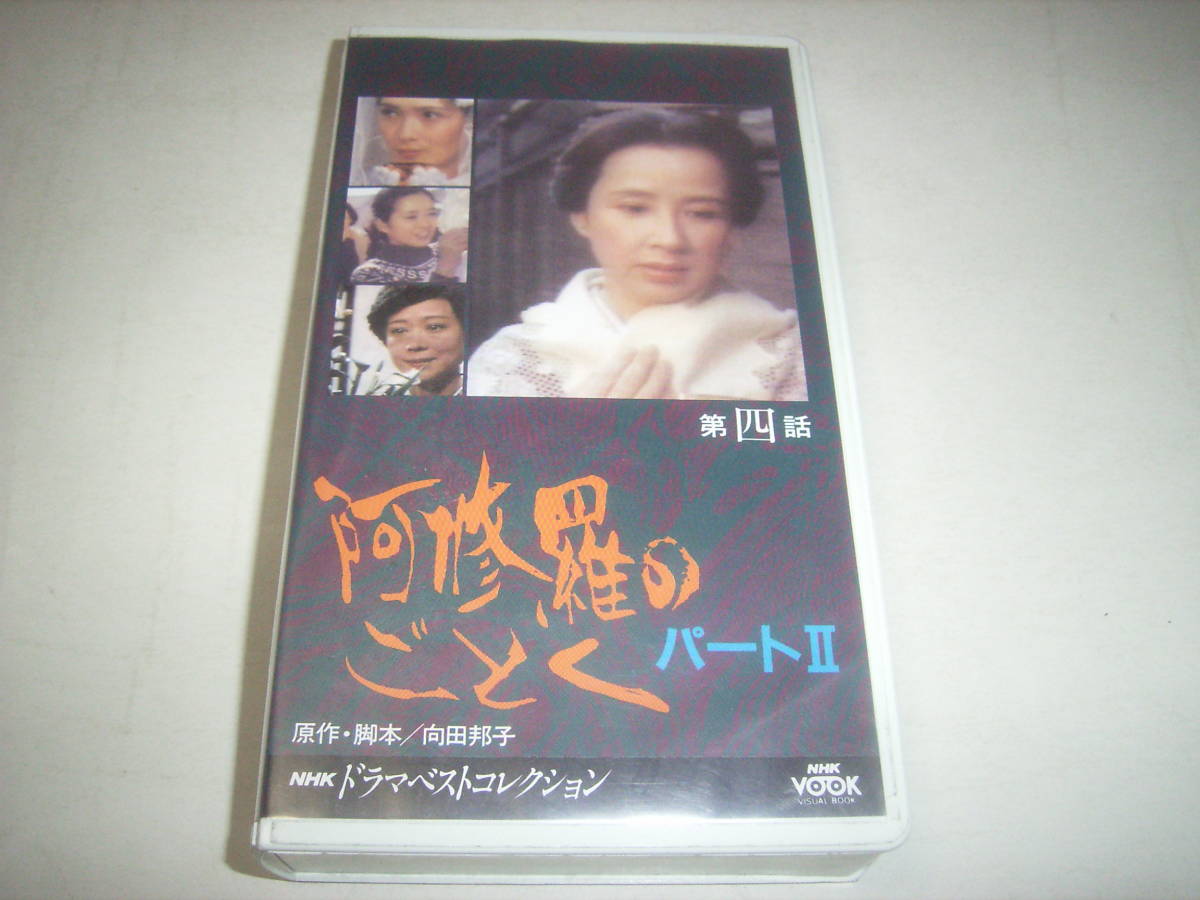 第四話
阿修羅の
ごとく
パートⅡ
原作・脚本／向田邦子
NHK ドラマベストコレクション
NHK
VOOK
VISUAL BOOK